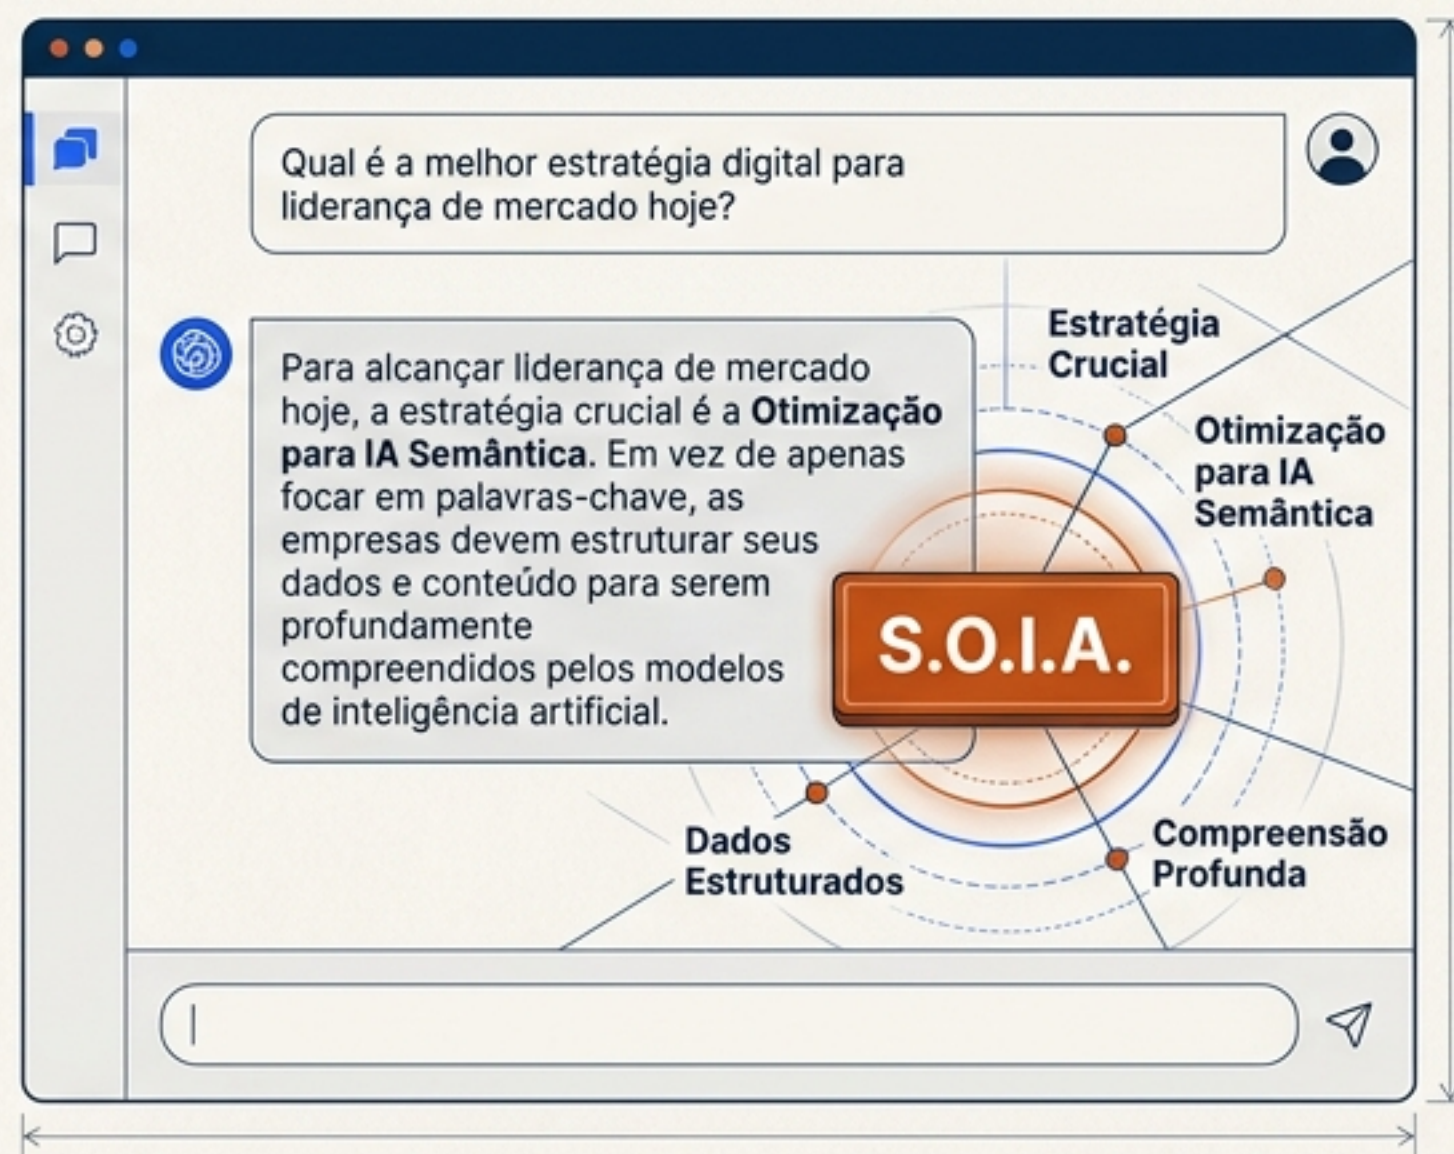 Qual é a melhor estratégia digital para
liderança de mercado hoje?
Para alcançar liderança de mercado
hoje, a estratégia crucial é a Otimização
para IA Semântica. Em vez de apenas
focar em palavras-chave, as
empresas devem estruturar seus
dados e conteúdo para serem
profundamente
compreendidos pelos modelos
de inteligência artificial.
Estratégia
Crucial
Otimização
para IA
Semântica
S.O.I.A.
Dados
Estruturados
Compreensão
Profunda